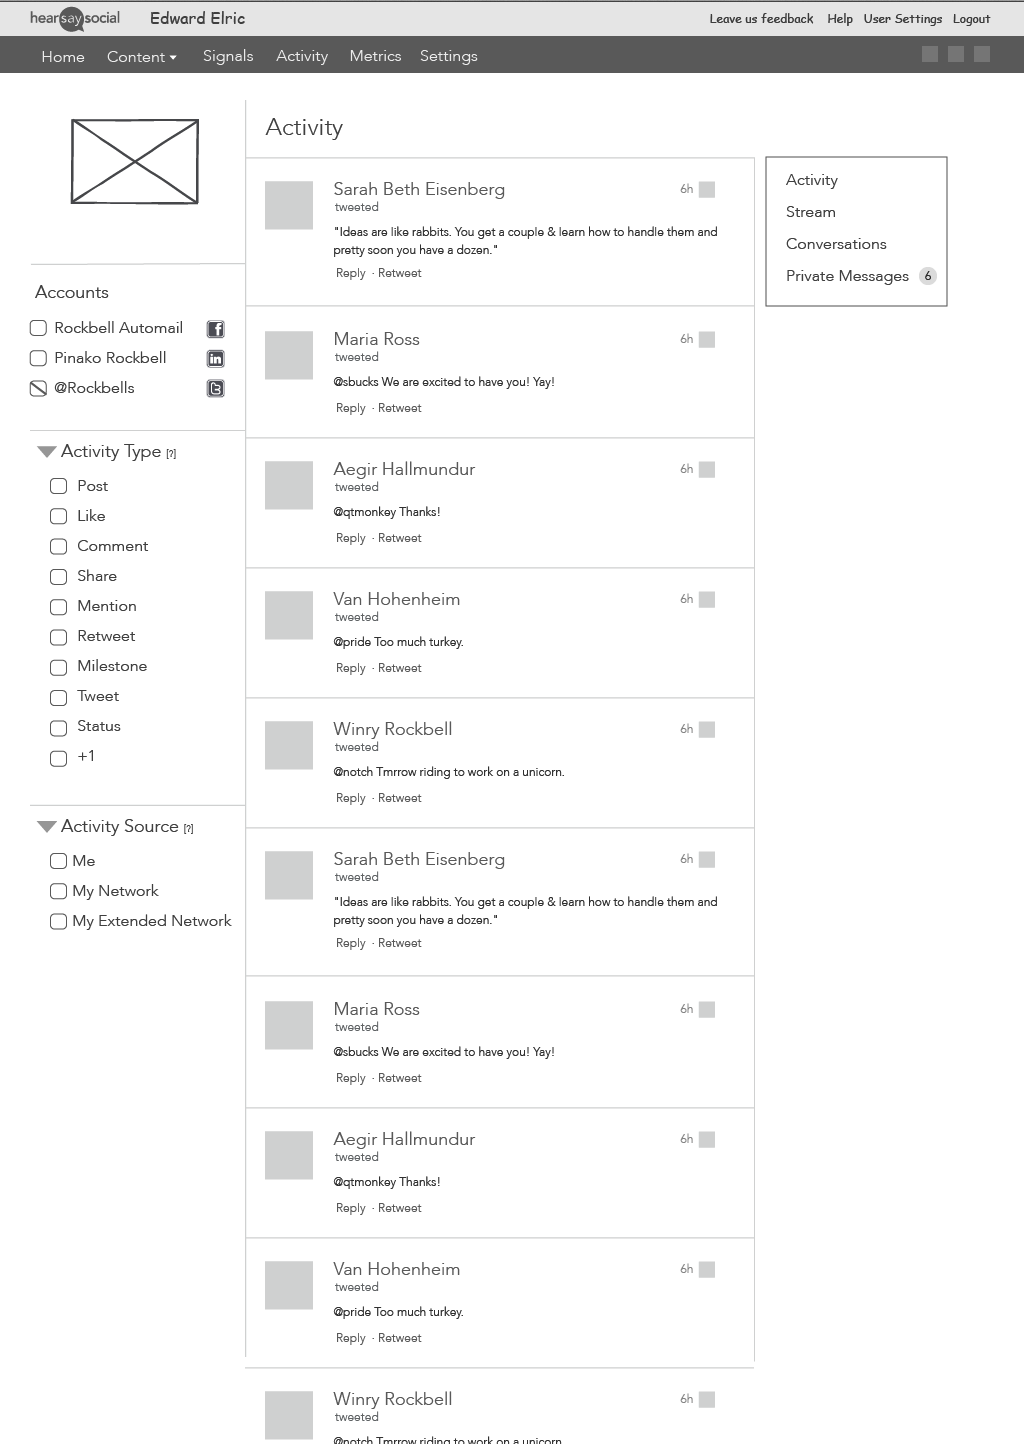 hearsaysocial Edward Elric Leave us feedback Help User Settings Logout
Home Content Signals Activity Metrics Settings
Accounts
Rockbell Automail
Pinako Rockbell
@Rockbells
Activity Type [?]
Post
Like
Comment
Share
Mention
Retweet
Milestone
Tweet
Status
+1
Activity Source [?]
Me
My Network
My Extended Network
Activity
Sarah Beth Eisenberg 6h
tweeted
"Ideas are like rabbits. You get a couple & learn how to handle them and
pretty soon you have a dozen."
Reply · Retweet
Maria Ross 6h
tweeted
@sbucks We are excited to have you! Yay!
Reply · Retweet
Aegir Hallmundur 6h
tweeted
@qtmonkey Thanks!
Reply · Retweet
Van Hohenheim 6h
tweeted
@pride Too much turkey.
Reply · Retweet
Winry Rockbell 6h
tweeted
@notch Tmrrow riding to work on a unicorn.
Reply · Retweet
Sarah Beth Eisenberg 6h
tweeted
"Ideas are like rabbits. You get a couple & learn how to handle them and
pretty soon you have a dozen."
Reply · Retweet
Maria Ross 6h
tweeted
@sbucks We are excited to have you! Yay!
Reply · Retweet
Aegir Hallmundur 6h
tweeted
@qtmonkey Thanks!
Reply · Retweet
Van Hohenheim 6h
tweeted
@pride Too much turkey.
Reply · Retweet
Winry Rockbell 6h
tweeted
@notch Tmrrow riding to work on a unicorn.
Activity
Stream
Conversations
Private Messages 6